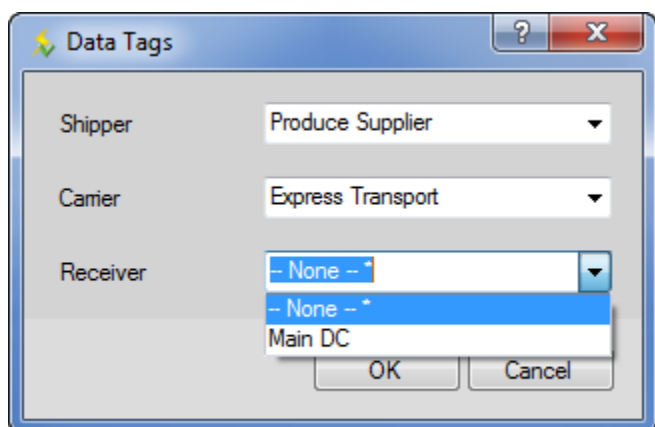 Data Tags
Shipper Produce Supplier
Carrier Express Transport
Receiver -- None -- *
-- None -- *
Main DC
OK Cancel